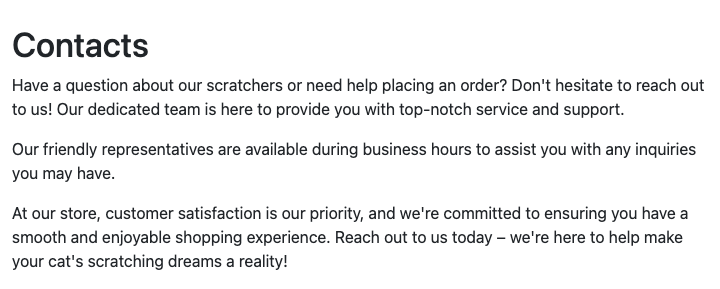 Contacts
Have a question about our scratchers or need help placing an order? Don't hesitate to reach out
to us! Our dedicated team is here to provide you with top-notch service and support.
Our friendly representatives are available during business hours to assist you with any inquiries
you may have.
At our store, customer satisfaction is our priority, and we're committed to ensuring you have a
smooth and enjoyable shopping experience. Reach out to us today – we're here to help make
your cat's scratching dreams a reality!